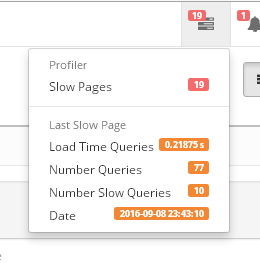 19 1
Profiler
Slow Pages 19
Last Slow Page
Load Time Queries 0.21875 s
Number Queries 77
Number Slow Queries 10
Date 2016-09-08 23:43:10